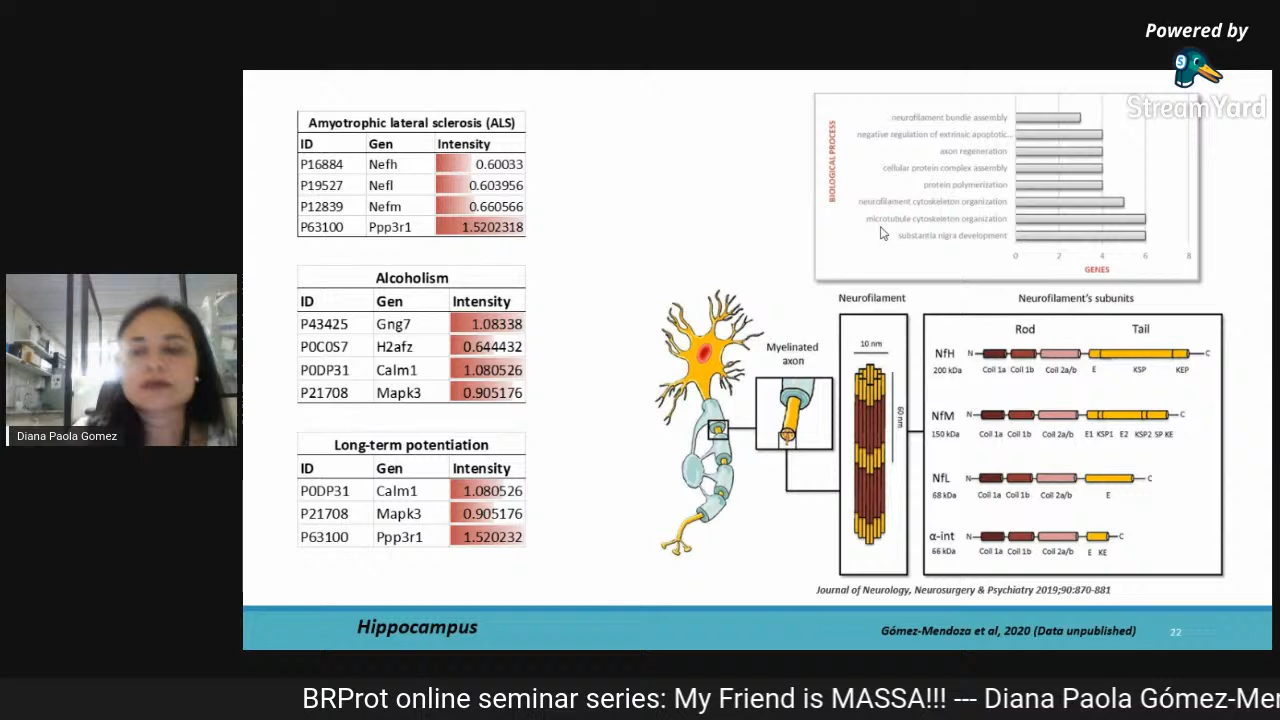 Powered by
StreamYard
Amyotrophic lateral sclerosis (ALS)
ID Gen Intensity
P16884 Nefh 0.60033
P19527 Nefl 0.603956
P12839 Nefm 0.660566
P63100 Ppp3r1 1.5202318
Alcoholism
ID Gen Intensity
P43425 Gng7 1.08338
P0C0S7 H2afz 0.644432
P0DP31 Calm1 1.080526
P21708 Mapk3 0.905176
Long-term potentiation
ID Gen Intensity
P0DP31 Calm1 1.080526
P21708 Mapk3 0.905176
P63100 Ppp3r1 1.520232
BIOLOGICAL PROCESS
neurofilament bundle assembly
negative regulation of extrinsic apoptotic...
axon regeneration
cellular protein complex assembly
protein polymerization
neurofilament cytoskeleton organization
microtubule cytoskeleton organization
substantia nigra development
0 2 4 6 8
GENES
Myelinated
axon
Neurofilament
10 nm
60 nm
Neurofilament's subunits
Rod Tail
NfH N C
200 kDa Coil 1a Coil 1b Coil 2a/b E KSP KEP
NfM N C
150 kDa Coil 1a Coil 1b Coil 2a/b E1 KSP1 E2 KSP2 SP KE
NfL N C
68 kDa Coil 1a Coil 1b Coil 2a/b E
α-int N C
66 kDa Coil 1a Coil 1b Coil 2a/b E KE
Journal of Neurology, Neurosurgery & Psychiatry 2019;90:870-881
Hippocampus
Gómez-Mendoza et al, 2020 (Data unpublished)
22
Diana Paola Gomez
BRProt online seminar series: My Friend is MASSA!!! --- Diana Paola Gómez-Me